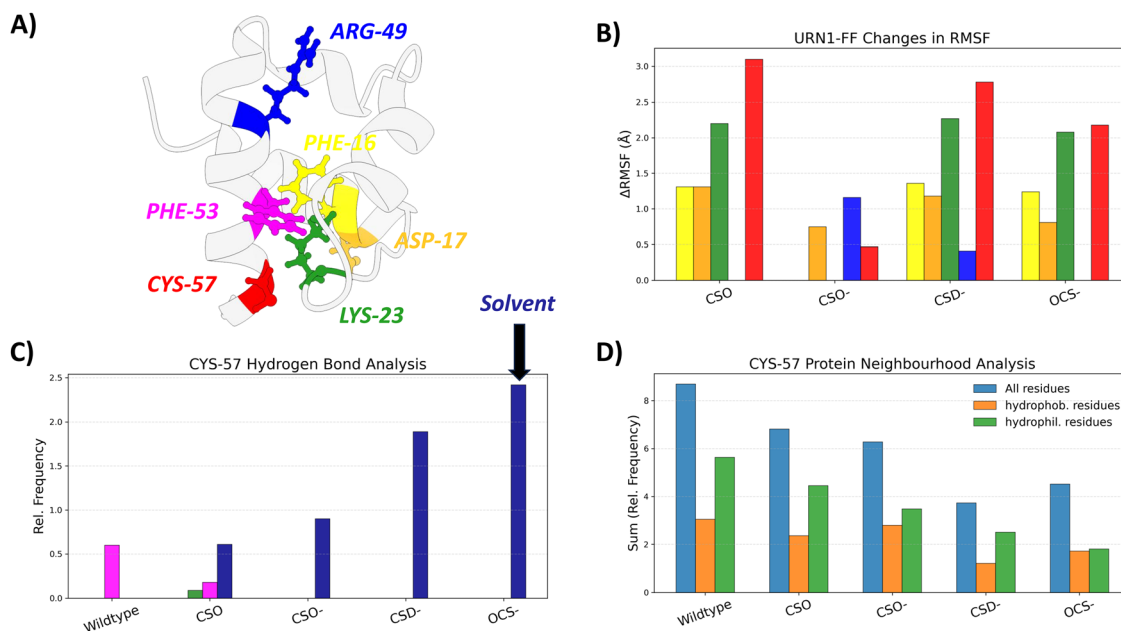 A)
ARG-49
PHE-16
PHE-53
ASP-17
CYS-57
LYS-23
Solvent
B)
URN1-FF Changes in RMSF
ΔRMSF (Å)
3.0
2.5
2.0
1.5
1.0
0.5
0.0
CSO
CSO-
CSD-
OCS-
C)
CYS-57 Hydrogen Bond Analysis
Rel. Frequency
2.5
2.0
1.5
1.0
0.5
0.0
Wildtype
CSO
CSO-
CSD-
OCS-
D)
CYS-57 Protein Neighbourhood Analysis
All residues
hydrophob. residues
hydrophil. residues
Sum (Rel. Frequency)
8
6
4
2
0
Wildtype
CSO
CSO-
CSD-
OCS-